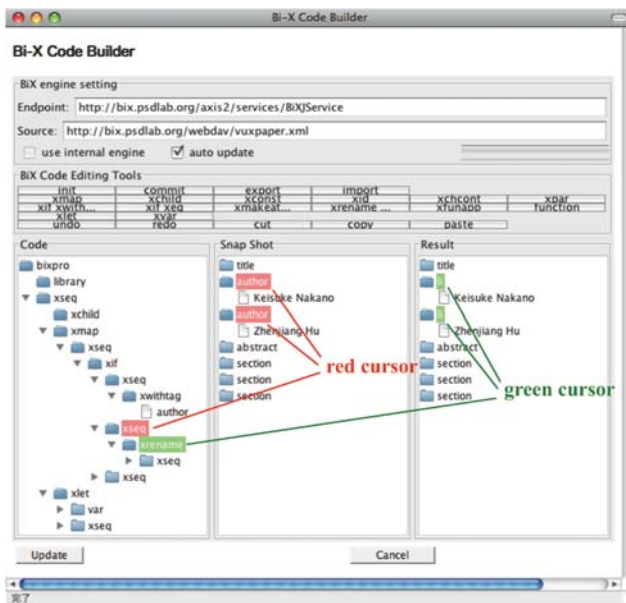 Bi-X Code Builder
Bi-X Code Builder
BiX engine setting
Endpoint: http://bix.psdlab.org/axis2/services/BiXJService
Source: http://bix.psdlab.org/webdav/vuxpaper.xml
use internal engine auto update
BiX Code Editing Tools
init commit export import
xmap xchild xconst xid xchcont xpar
xif xwith... xif xeq xmakeat... xrename ... xfunapp function
xlet xvar
undo redo cut copy paste
Code
bixpro
library
xseq
xchild
xmap
xseq
xif
xseq
xwithtag
author
xseq
xrename
xseq
xseq
xlet
var
xseq
Snap Shot
title
author
Keisuke Nakano
author
Zhenjiang Hu
abstract
section
section
section
red cursor
Result
title
Keisuke Nakano
Zhenjiang Hu
abstract
section
section
section
green cursor
Update Cancel
完了